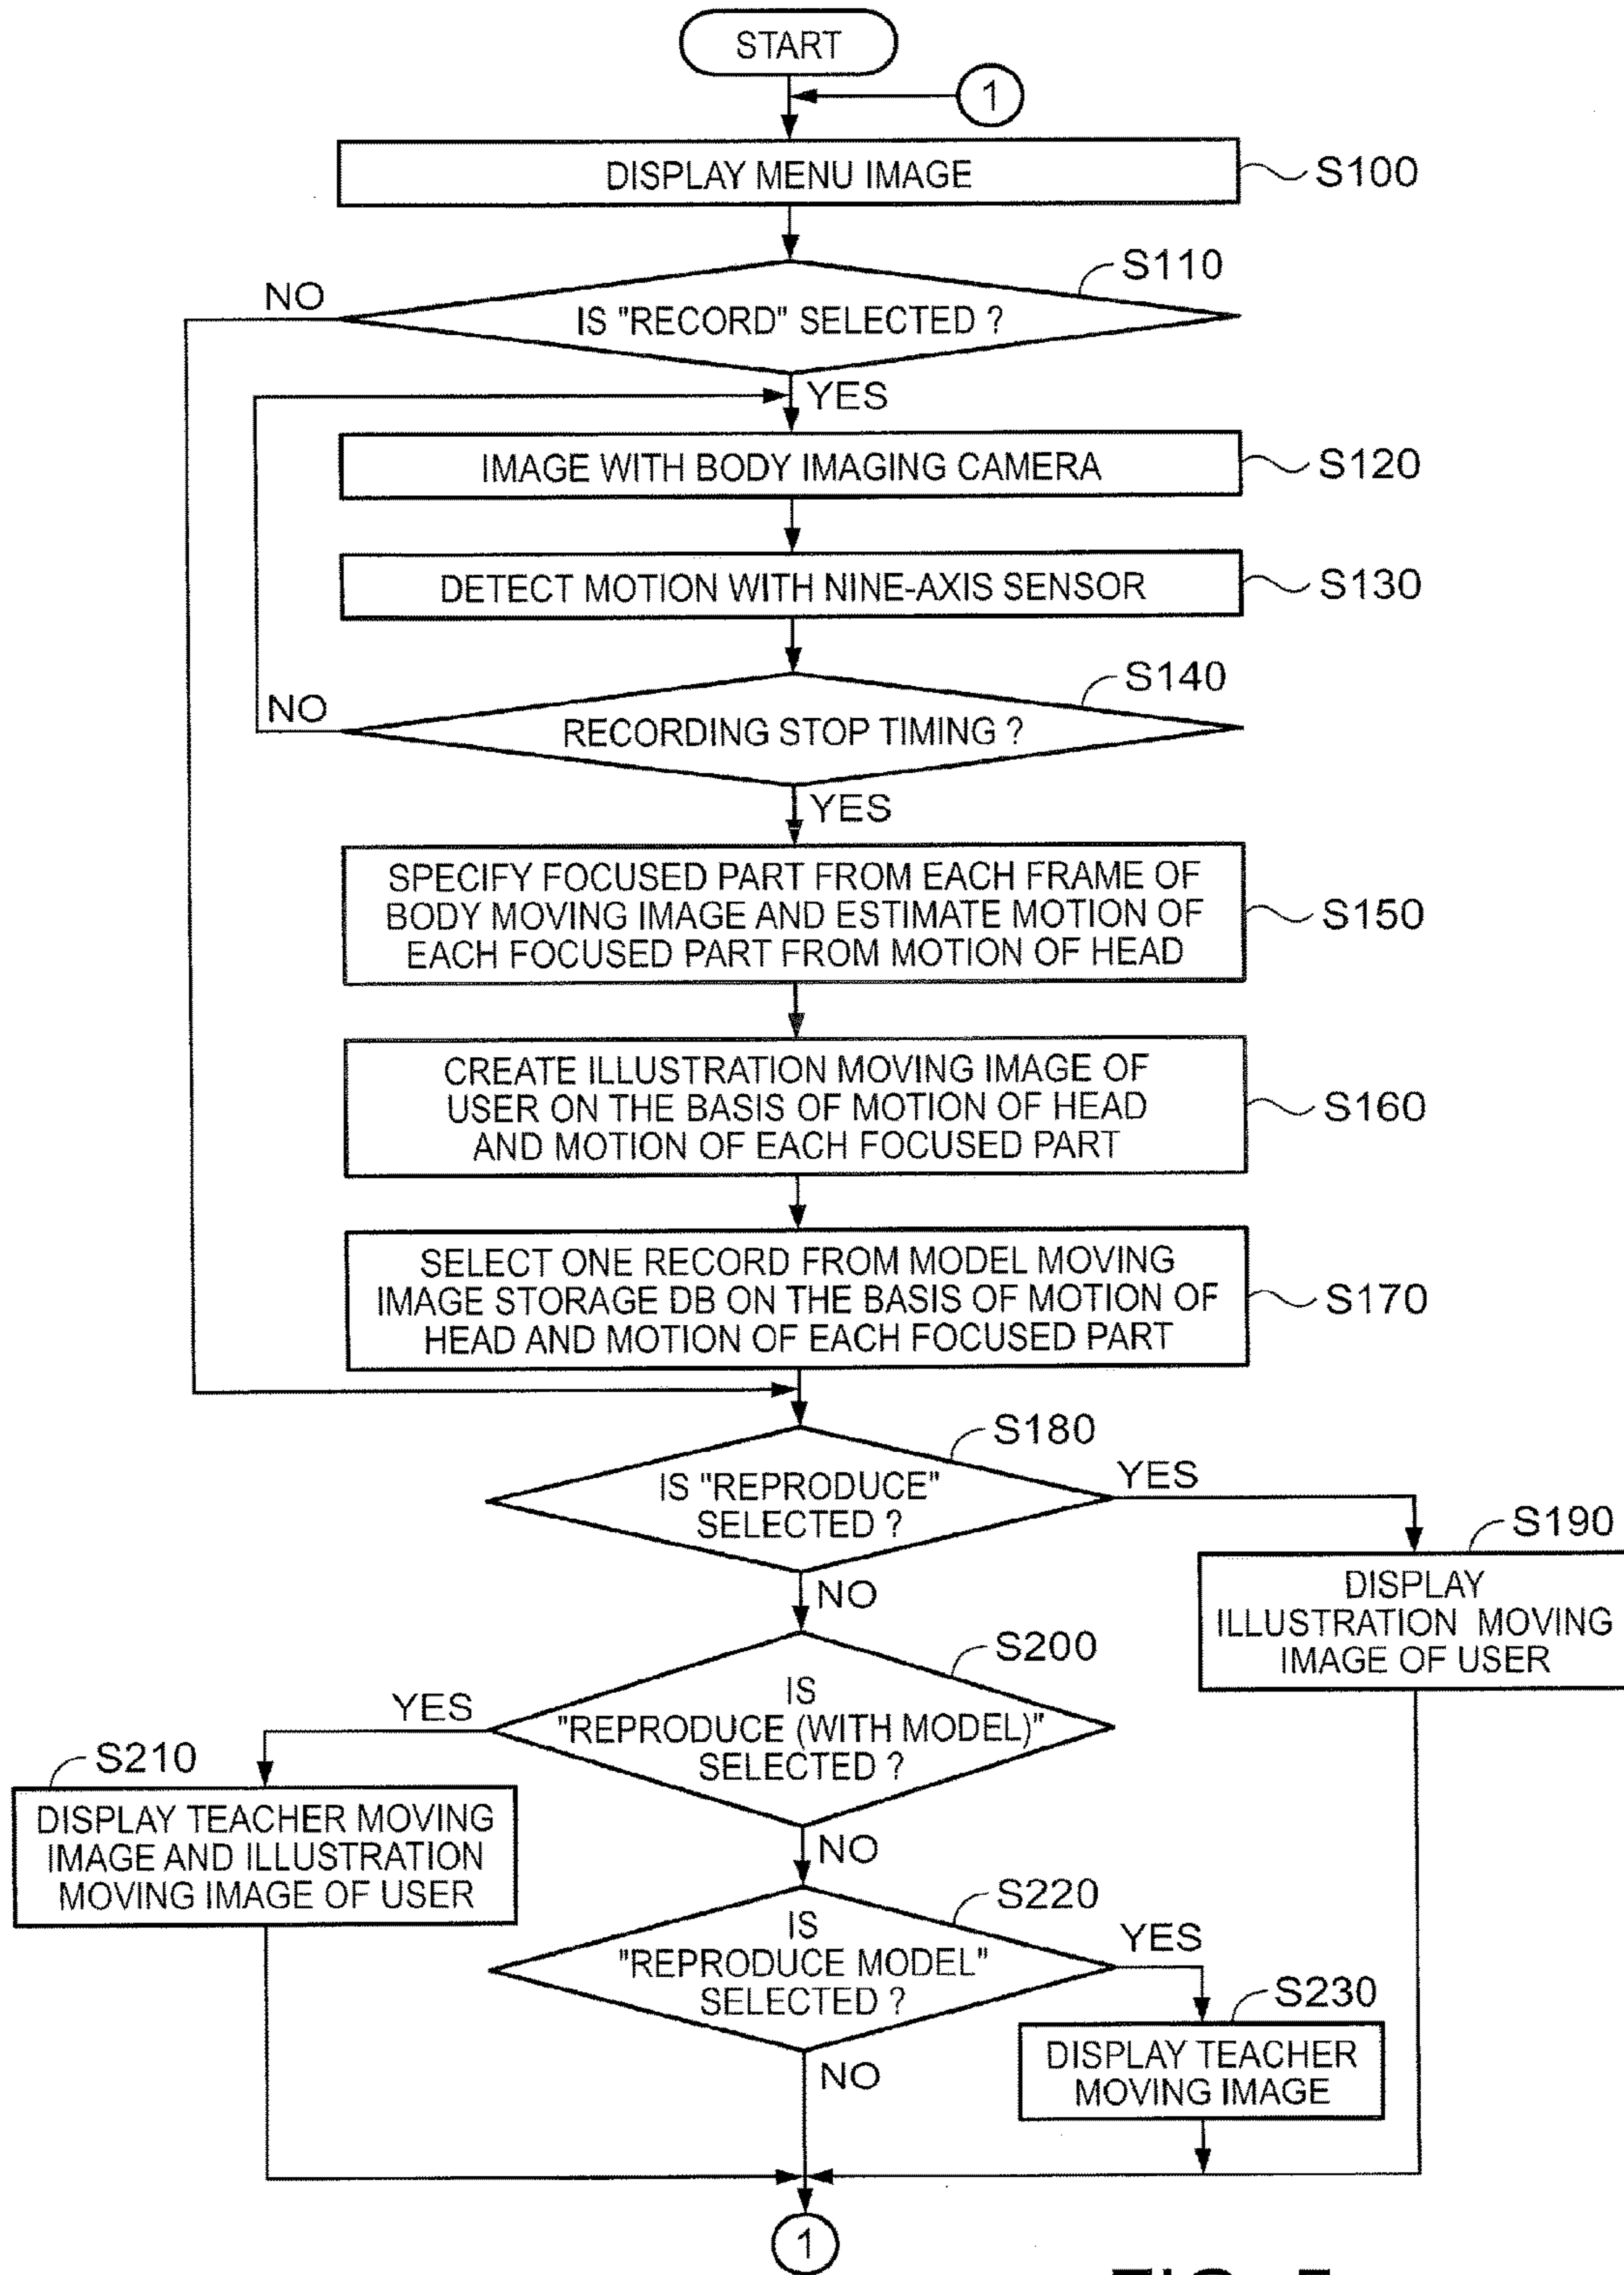 START
1
DISPLAY MENU IMAGE
S100
S110
NO
IS "RECORD" SELECTED ?
YES
IMAGE WITH BODY IMAGING CAMERA
S120
DETECT MOTION WITH NINE-AXIS SENSOR
S130
S140
NO
RECORDING STOP TIMING ?
YES
SPECIFY FOCUSED PART FROM EACH FRAME OF
BODY MOVING IMAGE AND ESTIMATE MOTION OF
EACH FOCUSED PART FROM MOTION OF HEAD
S150
CREATE ILLUSTRATION MOVING IMAGE OF
USER ON THE BASIS OF MOTION OF HEAD
AND MOTION OF EACH FOCUSED PART
S160
SELECT ONE RECORD FROM MODEL MOVING
IMAGE STORAGE DB ON THE BASIS OF MOTION OF
HEAD AND MOTION OF EACH FOCUSED PART
S170
S180
IS "REPRODUCE"
SELECTED ?
YES
NO
S190
DISPLAY
ILLUSTRATION MOVING
IMAGE OF USER
S200
IS
"REPRODUCE (WITH MODEL)"
SELECTED ?
YES
NO
S210
DISPLAY TEACHER MOVING
IMAGE AND ILLUSTRATION
MOVING IMAGE OF USER
S220
IS
"REPRODUCE MODEL"
SELECTED ?
YES
NO
S230
DISPLAY TEACHER
MOVING IMAGE
1